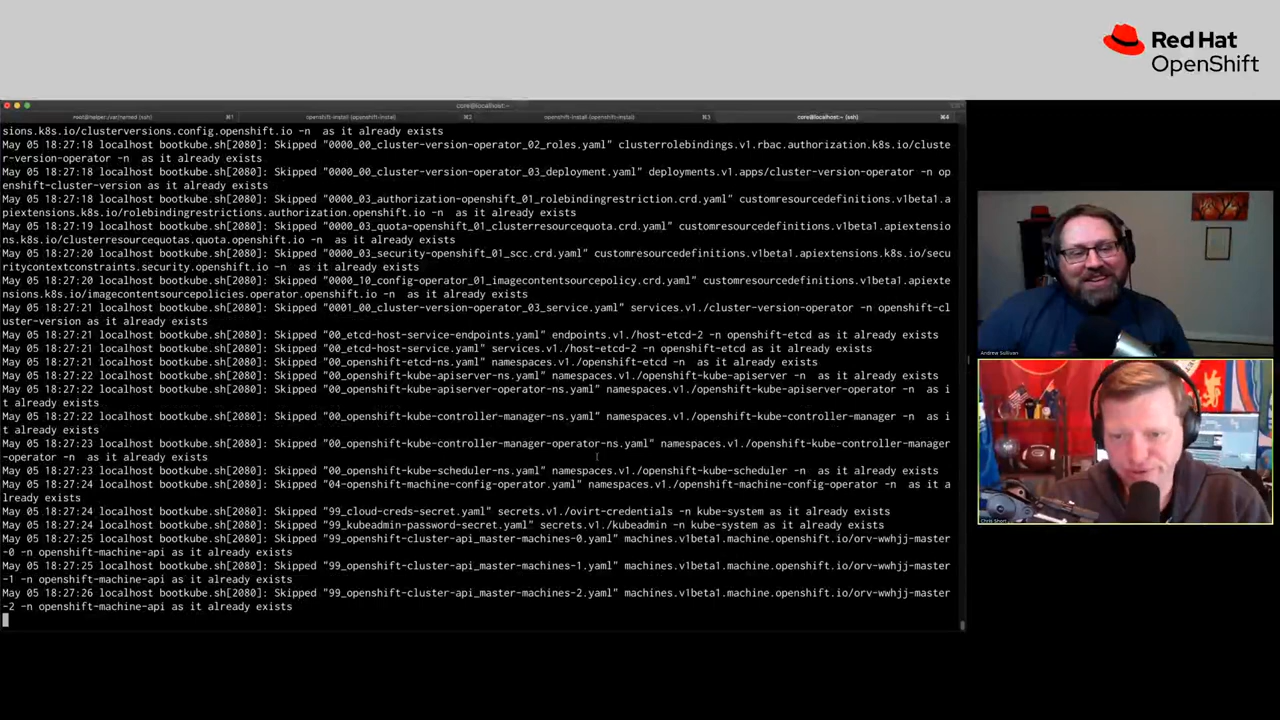 Red Hat
OpenShift
core@localhost:~
root@helper:/var/named (ssh)
⌘1
openshift-install (openshift-install)
⌘2
openshift-install (openshift-install)
⌘3
core@localhost:~ (ssh)
⌘4
sions.k8s.io/clusterversions.config.openshift.io -n  as it already exists
May 05 18:27:18 localhost bootkube.sh[2080]: Skipped "0000_00_cluster-version-operator_02_roles.yaml" clusterrolebindings.v1.rbac.authorization.k8s.io/cluste
r-version-operator -n  as it already exists
May 05 18:27:18 localhost bootkube.sh[2080]: Skipped "0000_00_cluster-version-operator_03_deployment.yaml" deployments.v1.apps/cluster-version-operator -n op
enshift-cluster-version as it already exists
May 05 18:27:18 localhost bootkube.sh[2080]: Skipped "0000_03_authorization-openshift_01_rolebindingrestriction.crd.yaml" customresourcedefinitions.v1beta1.a
piextensions.k8s.io/rolebindingrestrictions.authorization.openshift.io -n  as it already exists
May 05 18:27:19 localhost bootkube.sh[2080]: Skipped "0000_03_quota-openshift_01_clusterresourcequota.crd.yaml" customresourcedefinitions.v1beta1.apiextensio
ns.k8s.io/clusterresourcequotas.quota.openshift.io -n  as it already exists
May 05 18:27:20 localhost bootkube.sh[2080]: Skipped "0000_03_security-openshift_01_scc.crd.yaml" customresourcedefinitions.v1beta1.apiextensions.k8s.io/secu
ritycontextconstraints.security.openshift.io -n  as it already exists
May 05 18:27:20 localhost bootkube.sh[2080]: Skipped "0000_10_config-operator_01_imagecontentsourcepolicy.crd.yaml" customresourcedefinitions.v1beta1.apiexte
nsions.k8s.io/imagecontentsourcepolicies.operator.openshift.io -n  as it already exists
May 05 18:27:21 localhost bootkube.sh[2080]: Skipped "0001_00_cluster-version-operator_03_service.yaml" services.v1./cluster-version-operator -n openshift-cl
uster-version as it already exists
May 05 18:27:21 localhost bootkube.sh[2080]: Skipped "00_etcd-host-service-endpoints.yaml" endpoints.v1./host-etcd-2 -n openshift-etcd as it already exists
May 05 18:27:21 localhost bootkube.sh[2080]: Skipped "00_etcd-host-service.yaml" services.v1./host-etcd-2 -n openshift-etcd as it already exists
May 05 18:27:21 localhost bootkube.sh[2080]: Skipped "00_etcd-ns.yaml" namespaces.v1./openshift-etcd -n  as it already exists
May 05 18:27:22 localhost bootkube.sh[2080]: Skipped "00_openshift-kube-apiserver-ns.yaml" namespaces.v1./openshift-kube-apiserver -n  as it already exists
May 05 18:27:22 localhost bootkube.sh[2080]: Skipped "00_openshift-kube-apiserver-operator-ns.yaml" namespaces.v1./openshift-kube-apiserver-operator -n  as i
t already exists
May 05 18:27:22 localhost bootkube.sh[2080]: Skipped "00_openshift-kube-controller-manager-ns.yaml" namespaces.v1./openshift-kube-controller-manager -n  as i
t already exists
May 05 18:27:23 localhost bootkube.sh[2080]: Skipped "00_openshift-kube-controller-manager-operator-ns.yaml" namespaces.v1./openshift-kube-controller-manager
-operator -n  as it already exists
May 05 18:27:23 localhost bootkube.sh[2080]: Skipped "00_openshift-kube-scheduler-ns.yaml" namespaces.v1./openshift-kube-scheduler -n  as it already exists
May 05 18:27:24 localhost bootkube.sh[2080]: Skipped "04-openshift-machine-config-operator.yaml" namespaces.v1./openshift-machine-config-operator -n  as it a
lready exists
May 05 18:27:24 localhost bootkube.sh[2080]: Skipped "99_cloud-creds-secret.yaml" secrets.v1./ovirt-credentials -n kube-system as it already exists
May 05 18:27:24 localhost bootkube.sh[2080]: Skipped "99_kubeadmin-password-secret.yaml" secrets.v1./kubeadmin -n kube-system as it already exists
May 05 18:27:25 localhost bootkube.sh[2080]: Skipped "99_openshift-cluster-api_master-machines-0.yaml" machines.v1beta1.machine.openshift.io/orv-wwhjj-master
-0 -n openshift-machine-api as it already exists
May 05 18:27:25 localhost bootkube.sh[2080]: Skipped "99_openshift-cluster-api_master-machines-1.yaml" machines.v1beta1.machine.openshift.io/orv-wwhjj-master
-1 -n openshift-machine-api as it already exists
May 05 18:27:26 localhost bootkube.sh[2080]: Skipped "99_openshift-cluster-api_master-machines-2.yaml" machines.v1beta1.machine.openshift.io/orv-wwhjj-master
-2 -n openshift-machine-api as it already exists
Andrew Sullivan
Chris Short